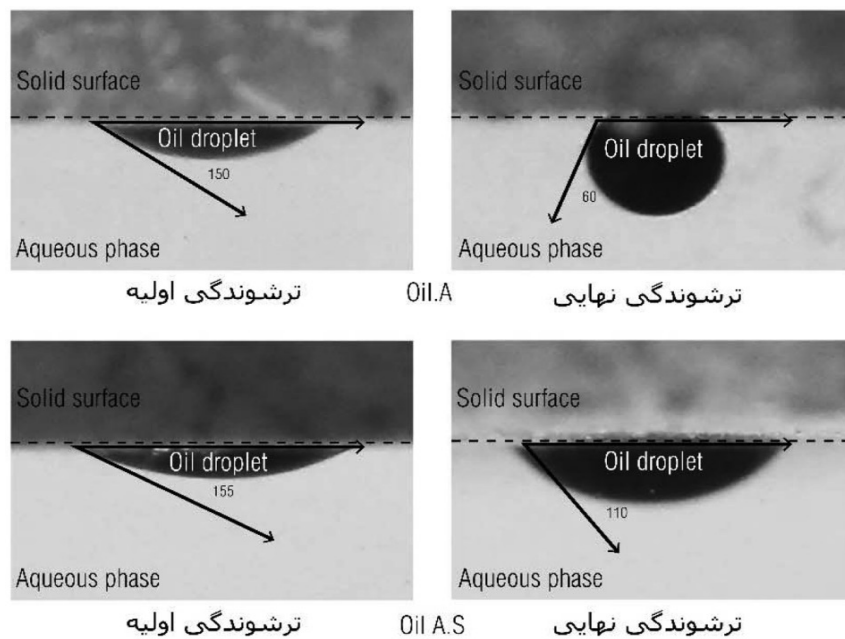 Solid surface
Oil droplet
150
Aqueous phase
Solid surface
Oil droplet
60
Aqueous phase
ترشوندگی اولیه
Oil.A
ترشوندگی نهایی
Solid surface
Oil droplet
155
Aqueous phase
Solid surface
Oil droplet
110
Aqueous phase
ترشوندگی اولیه
Oil A.S
ترشوندگی نهایی